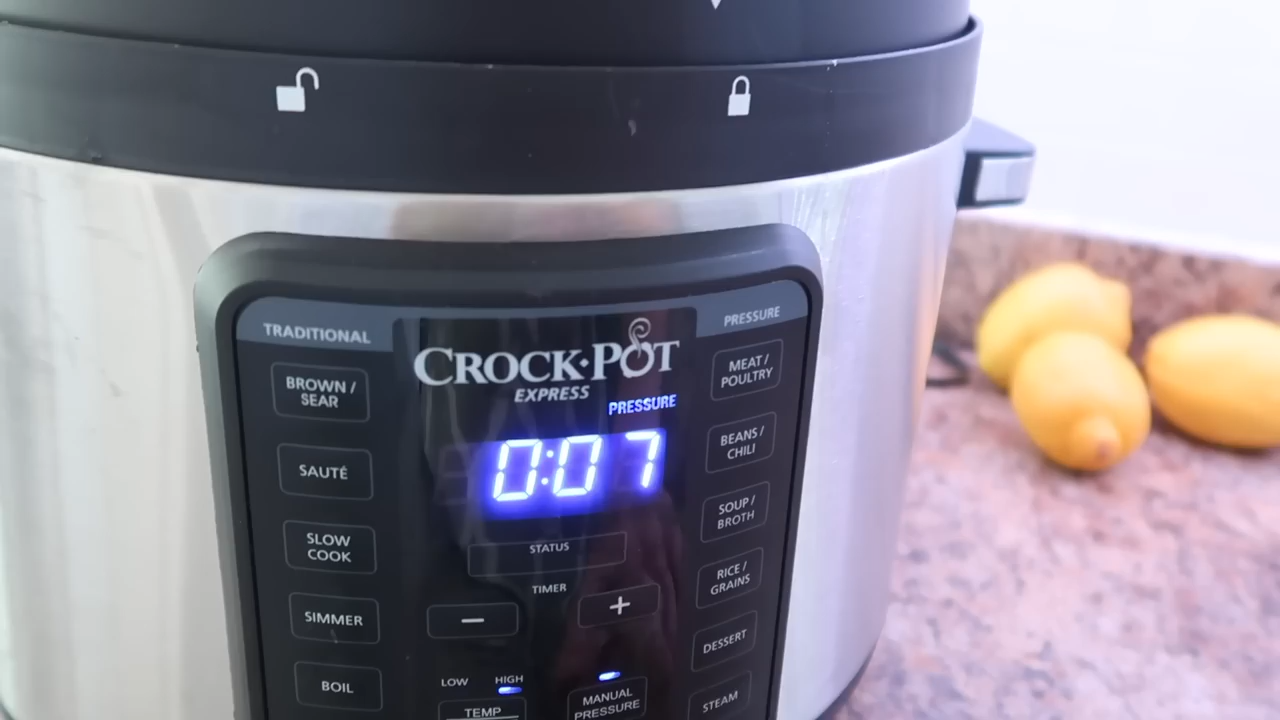 TRADITIONAL
PRESSURE
CROCK·POT
EXPRESS
PRESSURE
0:07
BROWN /
SEAR
SAUTÉ
SLOW
COOK
SIMMER
BOIL
STATUS
TIMER
− +
LOW HIGH
TEMP
MANUAL
PRESSURE
MEAT /
POULTRY
BEANS /
CHILI
SOUP /
BROTH
RICE /
GRAINS
DESSERT
STEAM